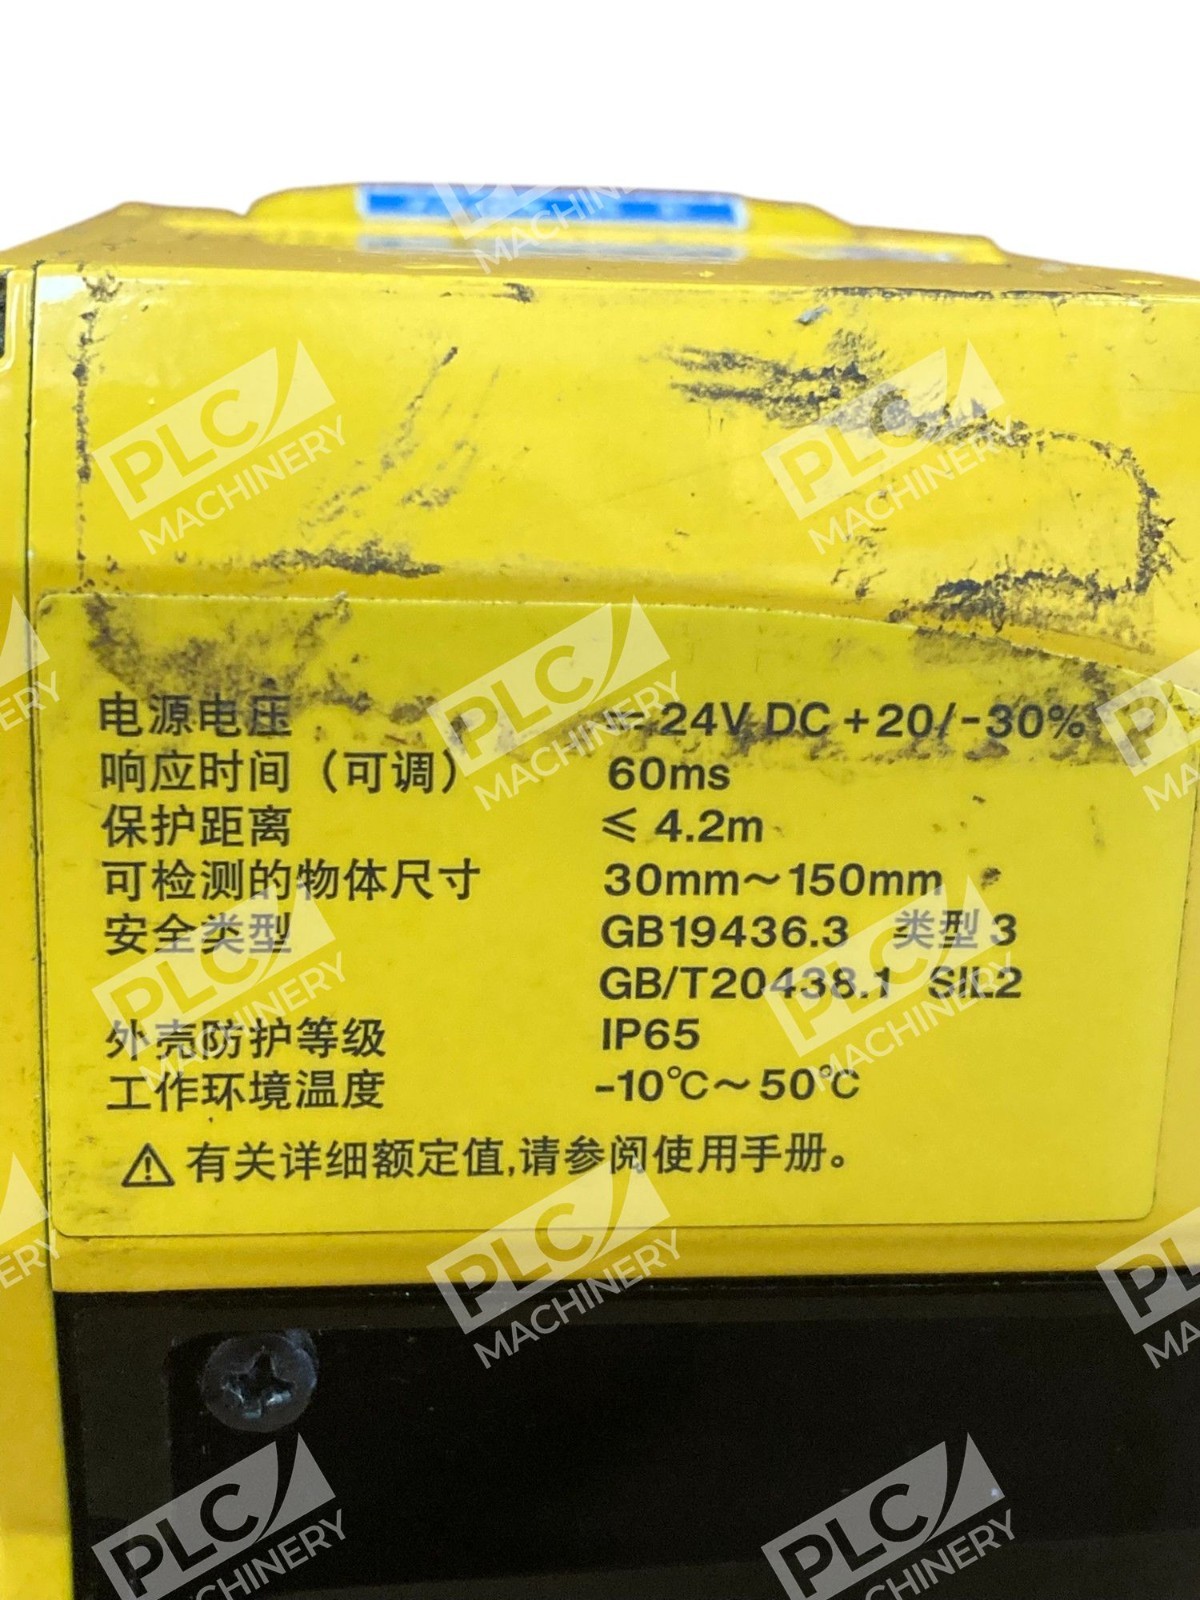 电源电压 ⎓ 24V DC +20/-30%
响应时间（可调） 60ms
保护距离 ≤ 4.2m
可检测的物体尺寸 30mm～150mm
安全类型 GB19436.3 类型 3
GB/T20438.1 SIL2
外壳防护等级 IP65
工作环境温度 -10℃～50℃
⚠ 有关详细额定值,请参阅使用手册。
PLC MACHINERY